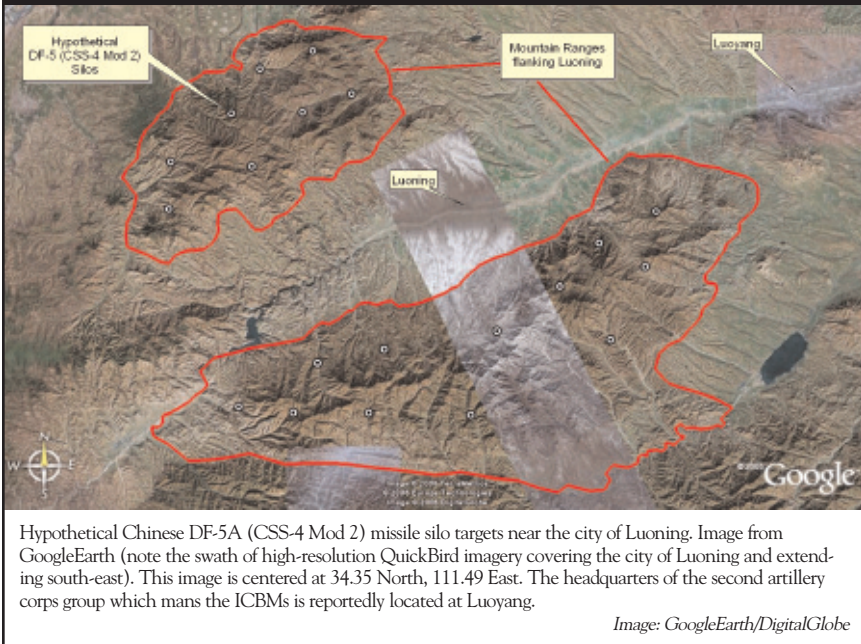 Hypothetical
DF-5 (CSS-4 Mod 2)
Silos
Mountain Ranges
flanking Luoning
Luoyang
Luoning
N
W E
S
©2005 Google
Hypothetical Chinese DF-5A (CSS-4 Mod 2) missile silo targets near the city of Luoning. Image from
GoogleEarth (note the swath of high-resolution QuickBird imagery covering the city of Luoning and extend-
ing south-east). This image is centered at 34.35 North, 111.49 East. The headquarters of the second artillery
corps group which mans the ICBMs is reportedly located at Luoyang.
Image: GoogleEarth/DigitalGlobe